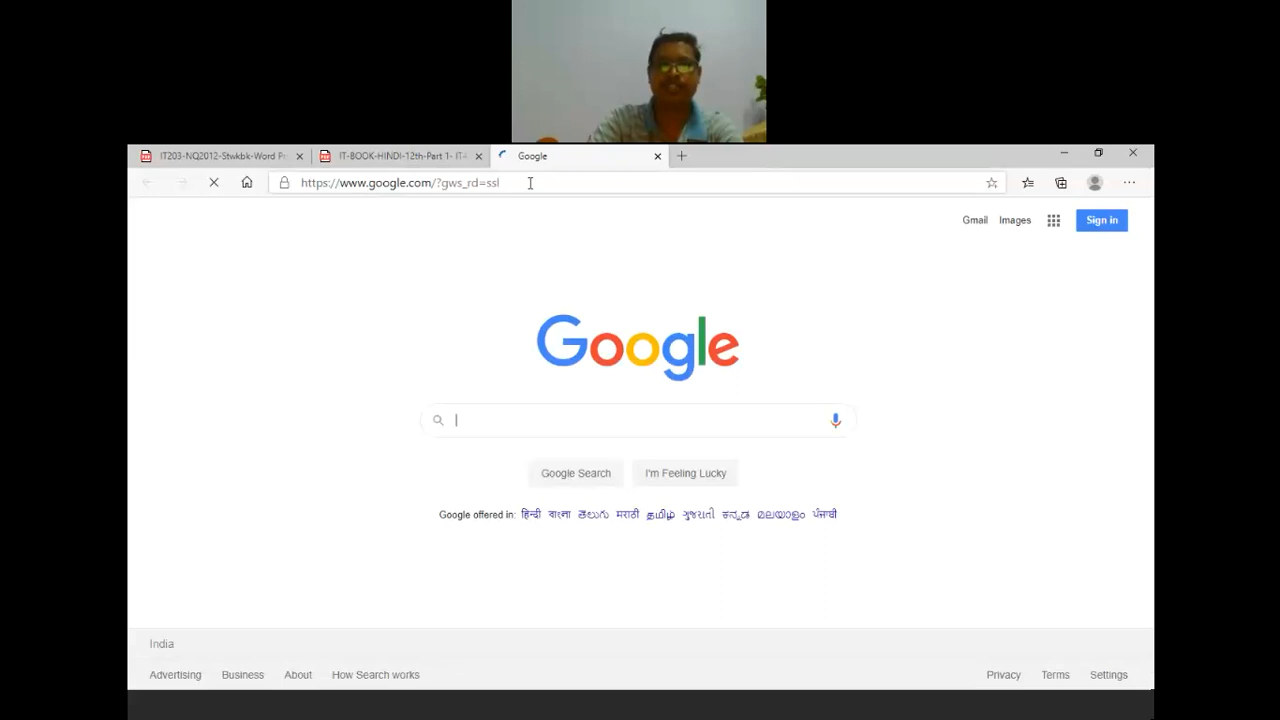 IT203-NQ2012-Stwkbk-Word Pr
IT-BOOK-HINDI-12th-Part 1- IT-
Google
https://www.google.com/?gws_rd=ssl
Gmail Images Sign in
Google
Google Search I'm Feeling Lucky
Google offered in: हिन्दी বাংলা తెలుగు मराठी தமிழ் ગુજરાતી ಕನ್ನಡ മലയാളം ਪੰਜਾਬੀ
India
Advertising Business About How Search works Privacy Terms Settings